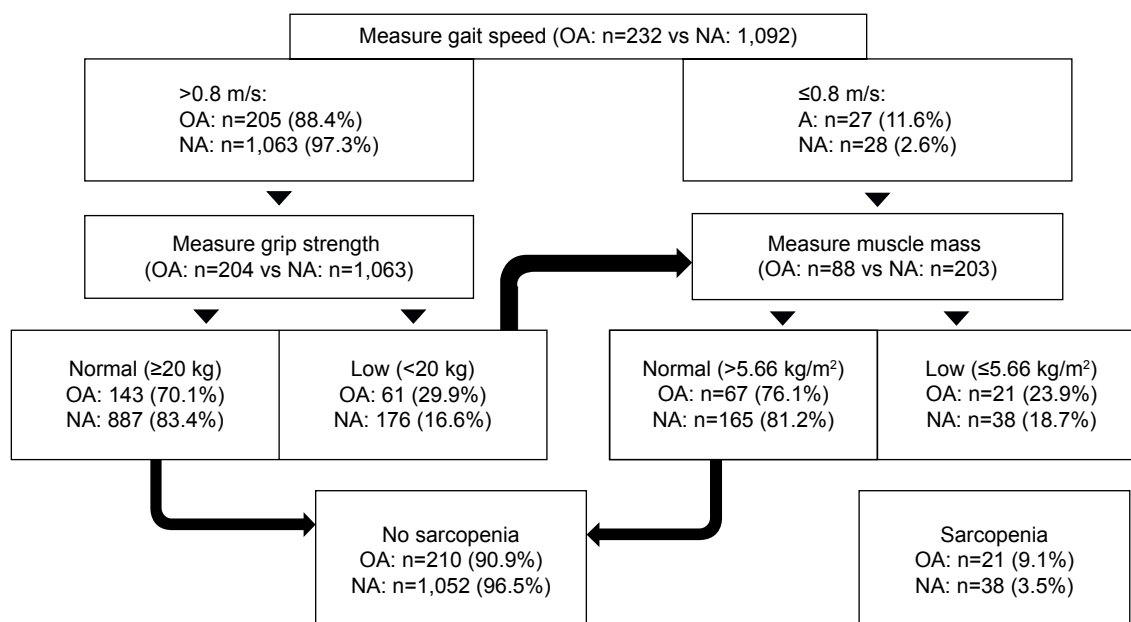 Measure gait speed (OA: n=232 vs NA: 1,092)
>0.8 m/s:
OA: n=205 (88.4%)
NA: n=1,063 (97.3%)
≤0.8 m/s:
A: n=27 (11.6%)
NA: n=28 (2.6%)
Measure grip strength
(OA: n=204 vs NA: n=1,063)
Measure muscle mass
(OA: n=88 vs NA: n=203)
Normal (≥20 kg)
OA: 143 (70.1%)
NA: 887 (83.4%)
Low (<20 kg)
OA: 61 (29.9%)
NA: 176 (16.6%)
Normal (>5.66 kg/m²)
OA: n=67 (76.1%)
NA: n=165 (81.2%)
Low (≤5.66 kg/m²)
OA: n=21 (23.9%)
NA: n=38 (18.7%)
No sarcopenia
OA: n=210 (90.9%)
NA: n=1,052 (96.5%)
Sarcopenia
OA: n=21 (9.1%)
NA: n=38 (3.5%)